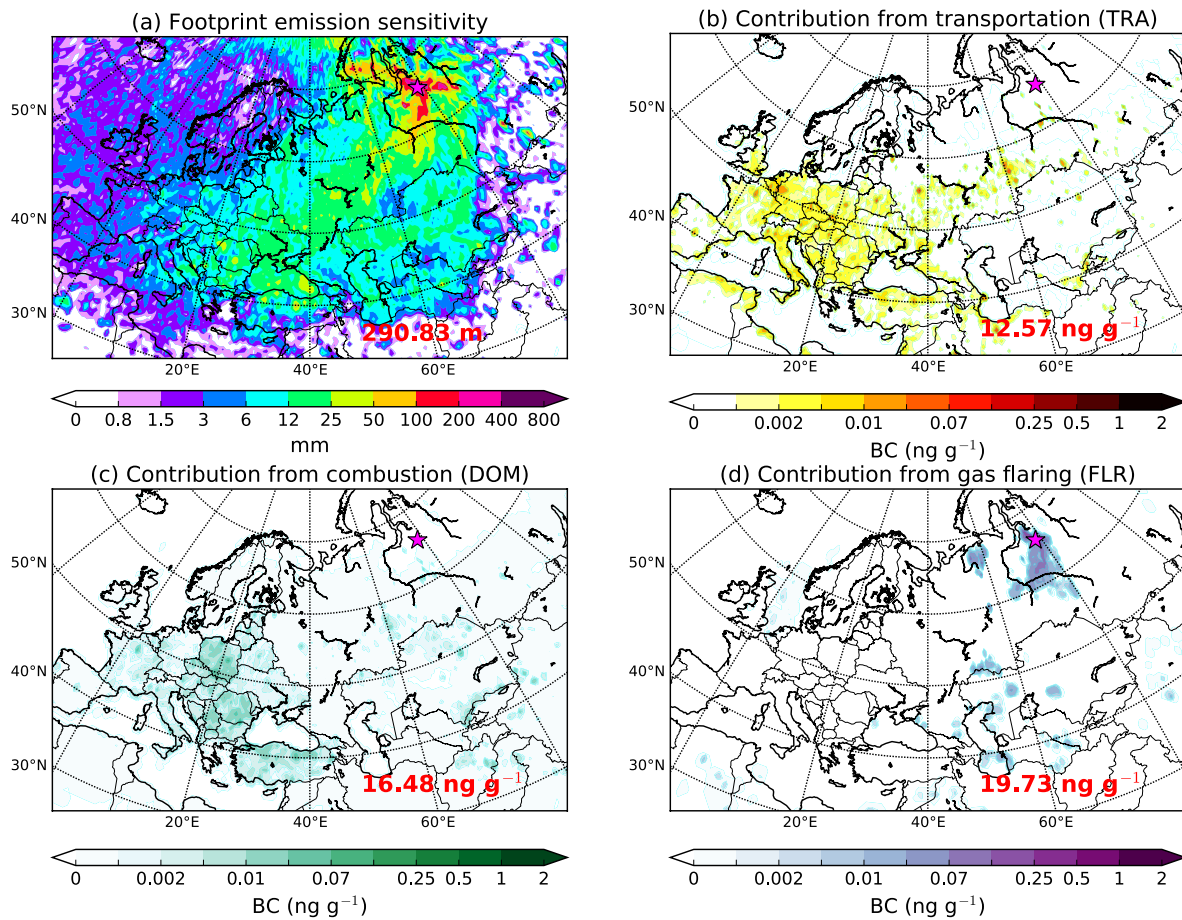 (a) Footprint emission sensitivity
50°N
40°N
30°N
290.83 m
20°E 40°E 60°E
0 0.8 1.5 3 6 12 25 50 100 200 400 800
mm
(b) Contribution from transportation (TRA)
50°N
40°N
30°N
12.57 ng g⁻¹
20°E 40°E 60°E
0 0.002 0.01 0.07 0.25 0.5 1 2
BC (ng g⁻¹)
(c) Contribution from combustion (DOM)
50°N
40°N
30°N
16.48 ng g⁻¹
20°E 40°E 60°E
0 0.002 0.01 0.07 0.25 0.5 1 2
BC (ng g⁻¹)
(d) Contribution from gas flaring (FLR)
50°N
40°N
30°N
19.73 ng g⁻¹
20°E 40°E 60°E
0 0.002 0.01 0.07 0.25 0.5 1 2
BC (ng g⁻¹)